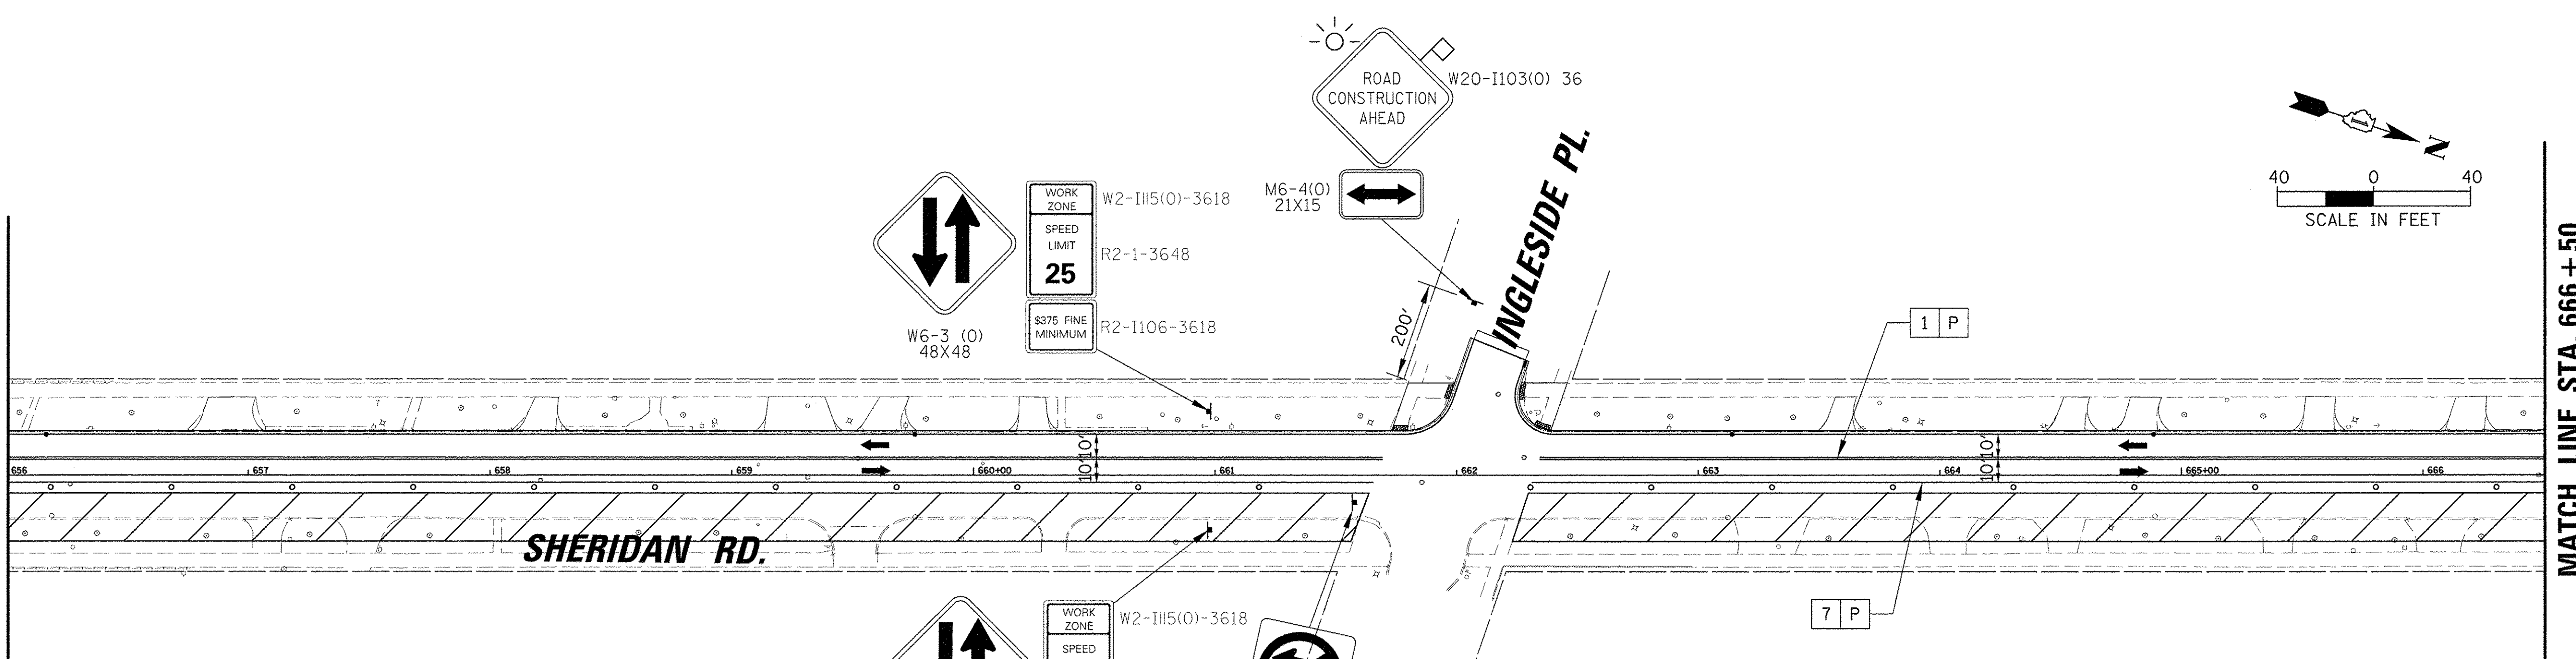 ROAD
CONSTRUCTION
AHEAD
W20-I103(O) 36
M6-4(O)
21X15
INGLESIDE PL.
N
40 0 40
SCALE IN FEET
WORK
ZONE
W2-I115(O)-3618
SPEED
LIMIT
25
R2-1-3648
$375 FINE
MINIMUM
R2-I106-3618
W6-3 (O)
48X48
200'
1 P
10' 10'
10' 10'
656 657 658 659 660+00 661 662 663 664 665+00 666
SHERIDAN RD.
7 P
WORK
ZONE
W2-I115(O)-3618
SPEED
MATCH LINE STA. 666+50